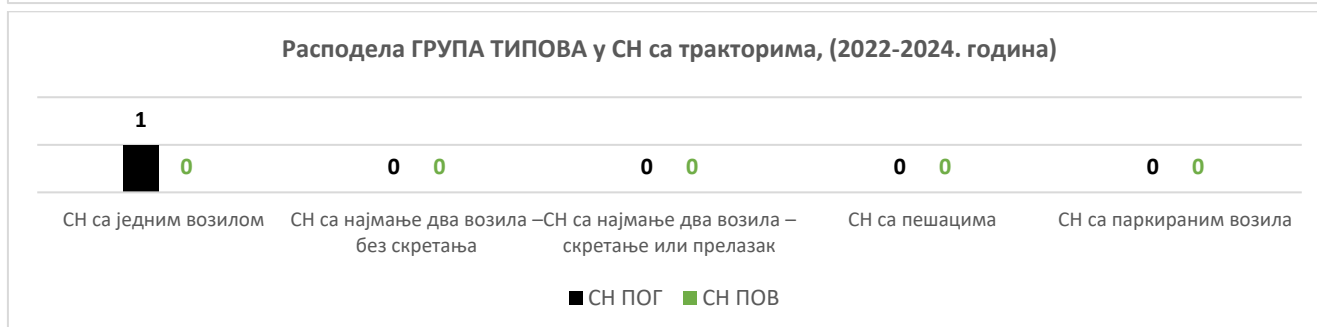 Расподела ГРУПА ТИПОВА у СН са тракторима, (2022-2024. година)
1
0
0 0
0 0
0 0
0 0
СН са једним возилом
СН са најмање два возила –
без скретања
СН са најмање два возила –
скретање или прелазак
СН са пешацима
СН са паркираним возила
СН ПОГ СН ПОВ